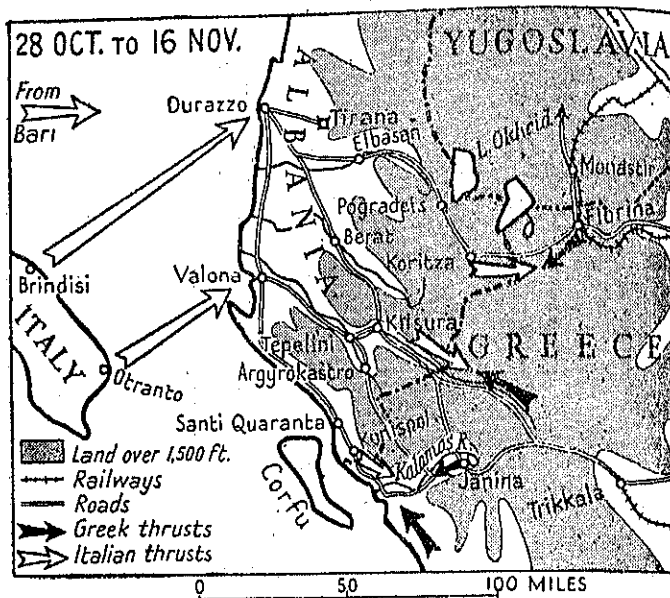 28 OCT. TO 16 NOV.
YUGOSLAVIA
From
Bari
Durazzo
ALBANIA
Tirana
Elbasan
L. Okhrid
Monastir
Pogradets
Florina
Berat
Koritza
Brindisi
Valona
ITALY
Klisura
Tepelini
GREECE
Otranto
Argyrokastro
Santi Quaranta
Konispol
Kalamas R.
Janina
Corfu
Trikkala
Land over 1,500 ft.
Railways
Roads
Greek thrusts
Italian thrusts
0 50 100 MILES